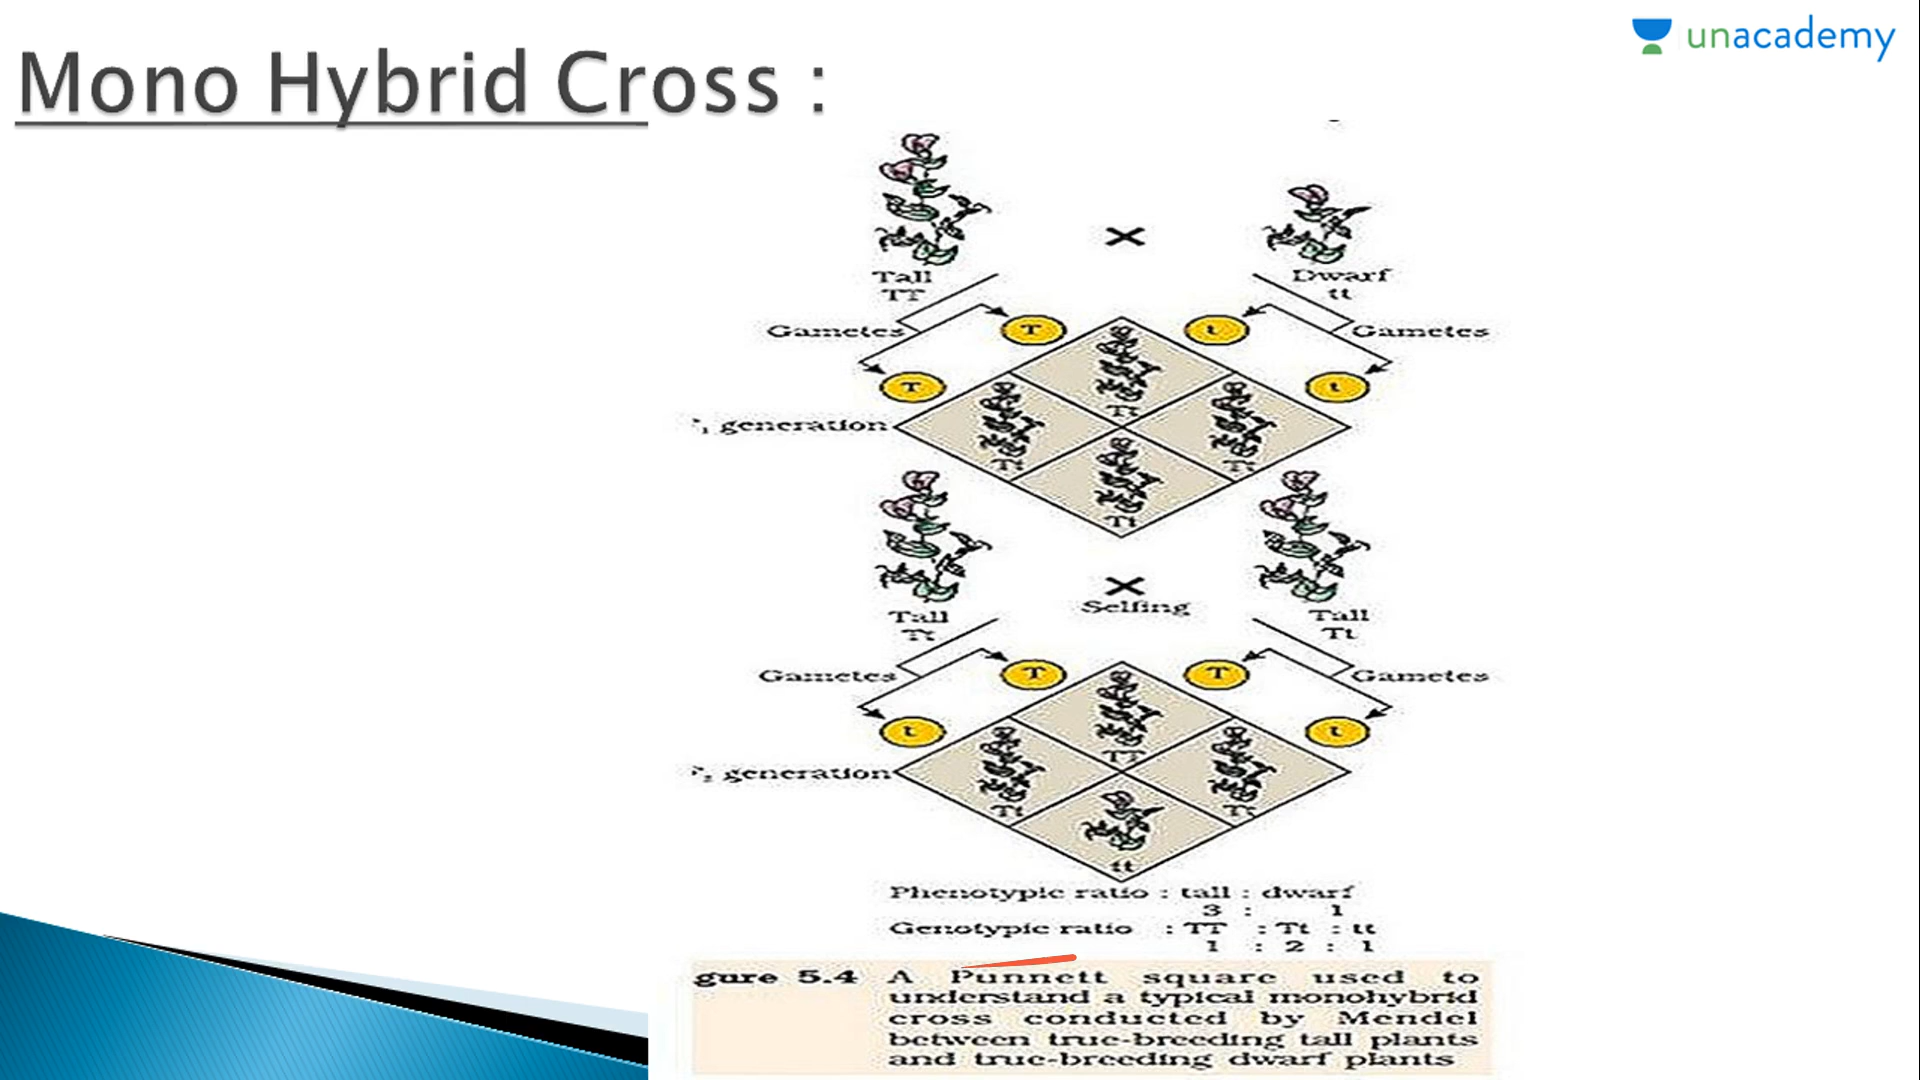 Mono Hybrid Cross :
unacademy
Tall
TT
Dwarf
tt
Gametes
T
t
Gametes
T
t
Tt
₁ generation
Tt
Tt
Tt
Selfing
Tall
Tt
Tall
Tt
Gametes
T
T
Gametes
t
t
TT
₂ generation
Tt
Tt
tt
Phenotypic ratio : tall : dwarf
3 : 1
Genotypic ratio : TT : Tt : tt
1 : 2 : 1
gure 5.4 A Punnett square used to
understand a typical monohybrid
cross conducted by Mendel
between true-breeding tall plants
and true-breeding dwarf plants